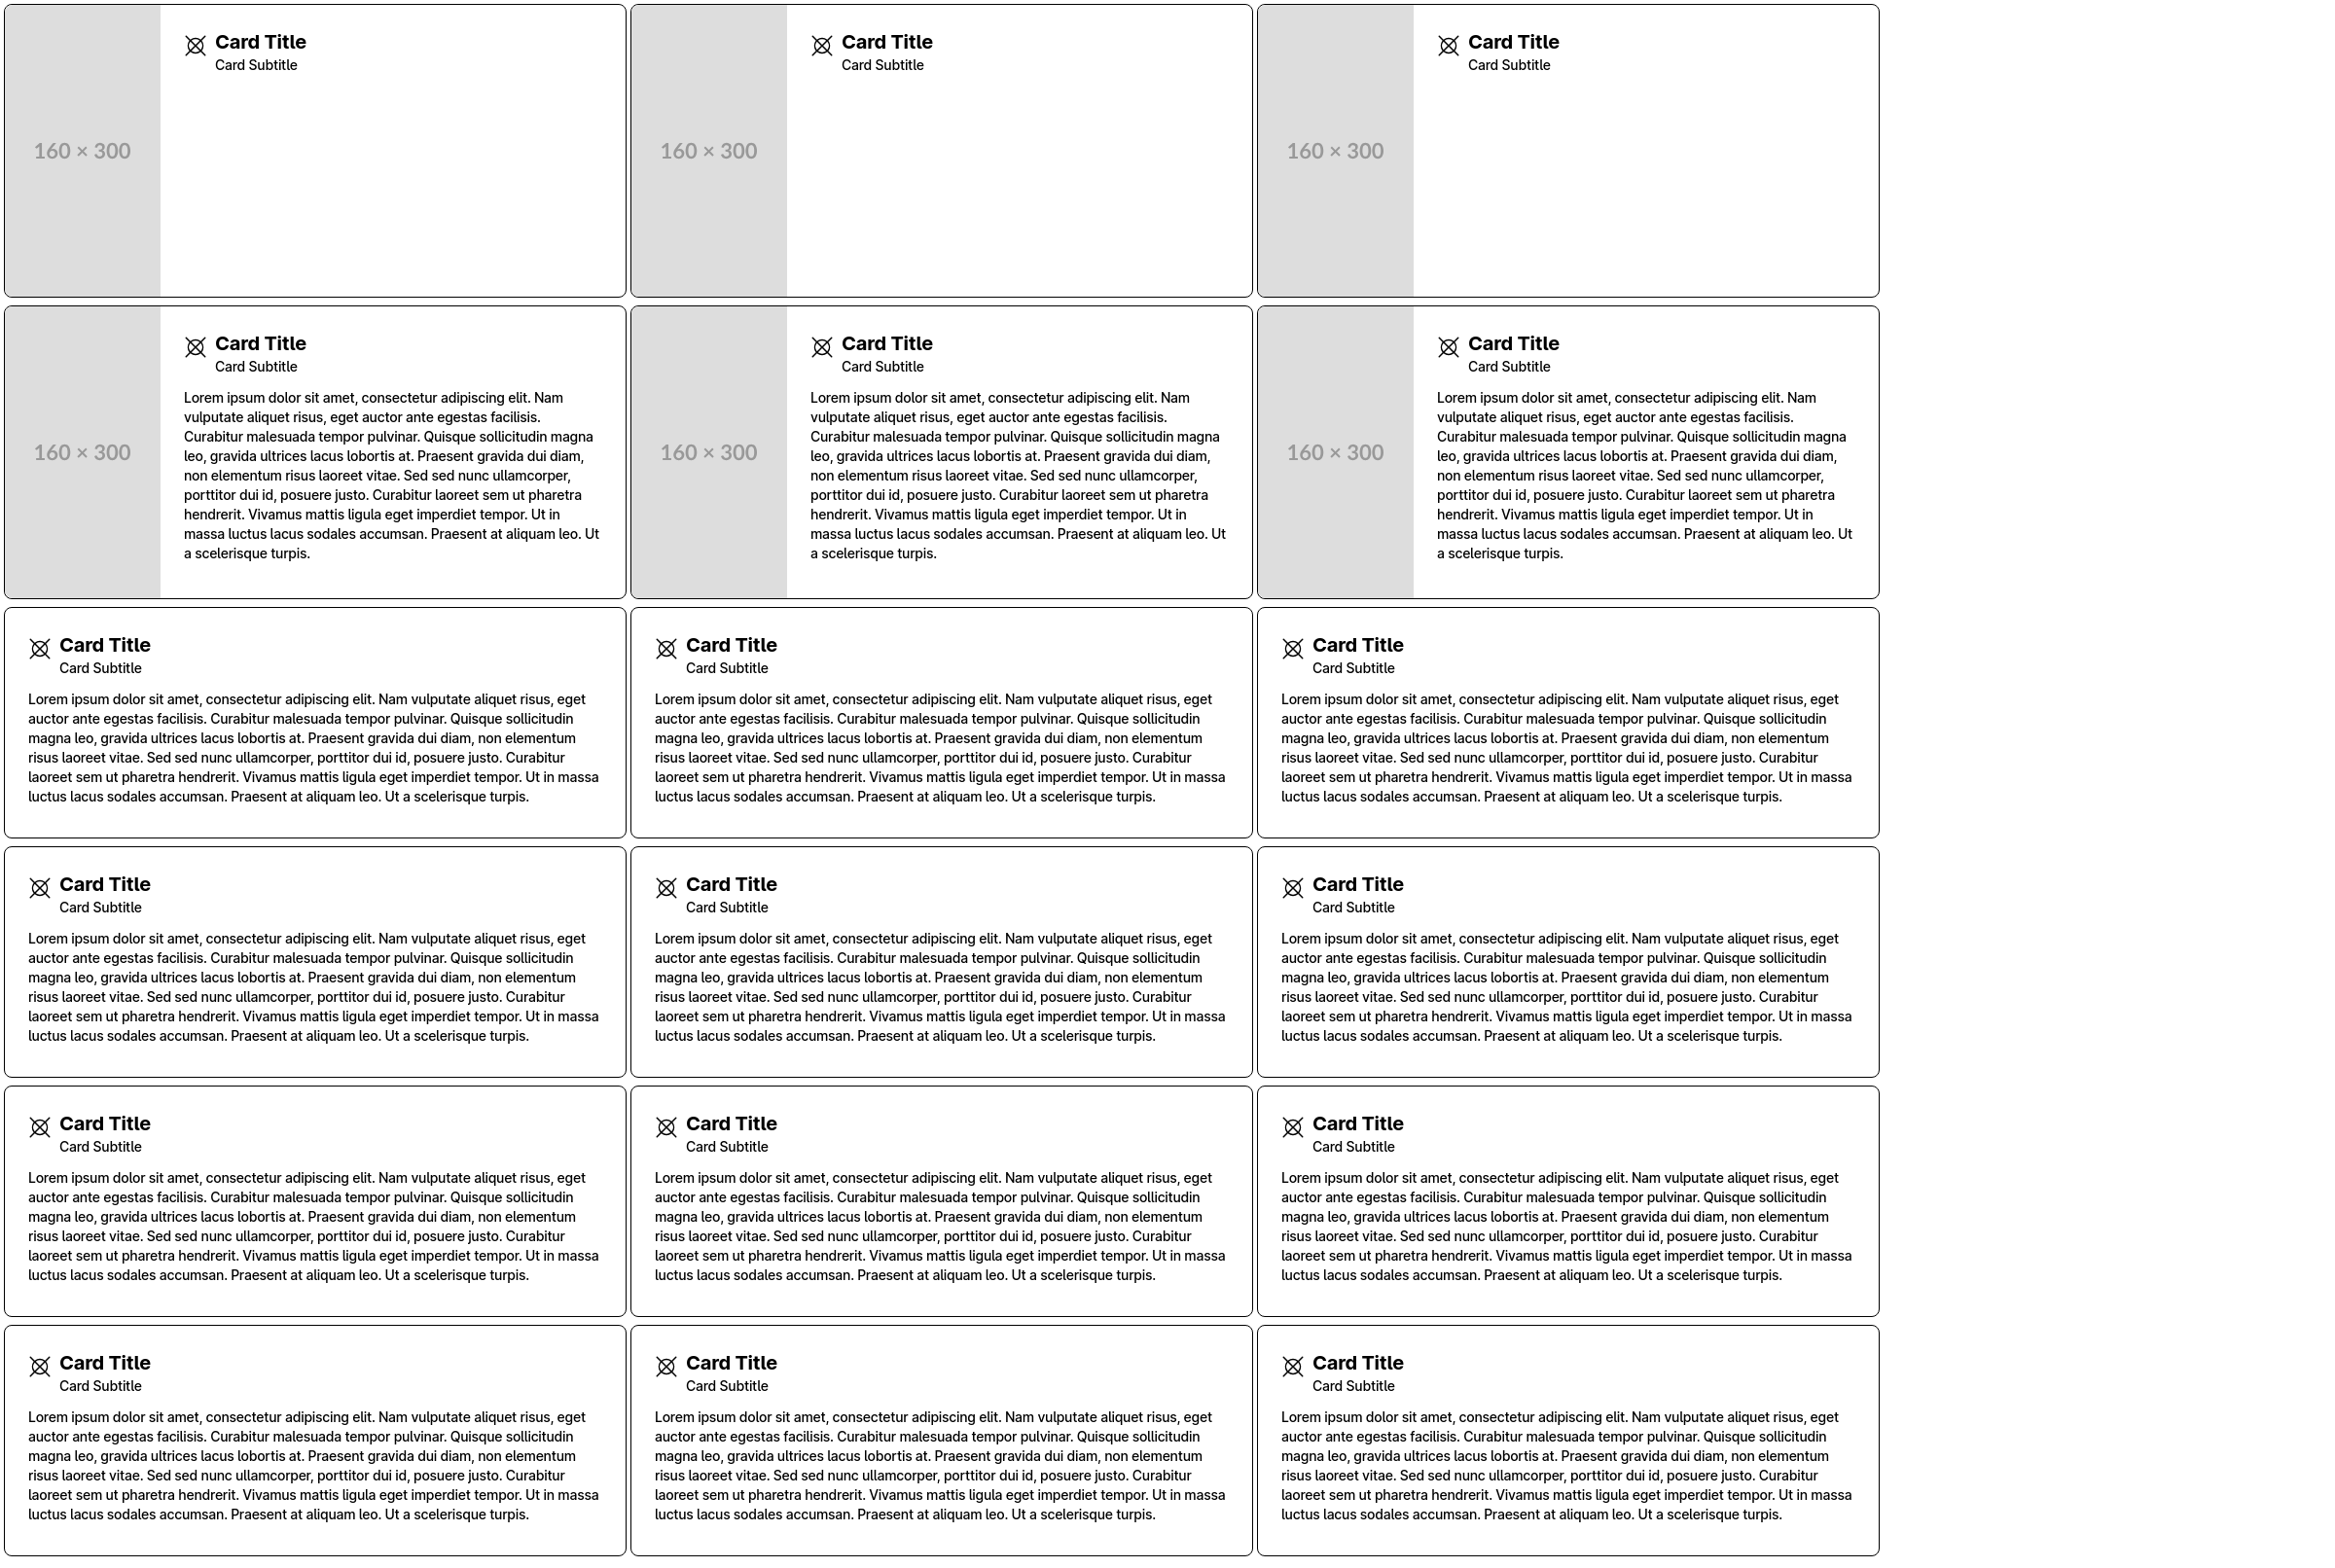 160 × 300
Card Title
Card Subtitle
160 × 300
Card Title
Card Subtitle
160 × 300
Card Title
Card Subtitle
160 × 300
Card Title
Card Subtitle
Lorem ipsum dolor sit amet, consectetur adipiscing elit. Nam
vulputate aliquet risus, eget auctor ante egestas facilisis.
Curabitur malesuada tempor pulvinar. Quisque sollicitudin magna
leo, gravida ultrices lacus lobortis at. Praesent gravida dui diam,
non elementum risus laoreet vitae. Sed sed nunc ullamcorper,
porttitor dui id, posuere justo. Curabitur laoreet sem ut pharetra
hendrerit. Vivamus mattis ligula eget imperdiet tempor. Ut in
massa luctus lacus sodales accumsan. Praesent at aliquam leo. Ut
a scelerisque turpis.
160 × 300
Card Title
Card Subtitle
Lorem ipsum dolor sit amet, consectetur adipiscing elit. Nam
vulputate aliquet risus, eget auctor ante egestas facilisis.
Curabitur malesuada tempor pulvinar. Quisque sollicitudin magna
leo, gravida ultrices lacus lobortis at. Praesent gravida dui diam,
non elementum risus laoreet vitae. Sed sed nunc ullamcorper,
porttitor dui id, posuere justo. Curabitur laoreet sem ut pharetra
hendrerit. Vivamus mattis ligula eget imperdiet tempor. Ut in
massa luctus lacus sodales accumsan. Praesent at aliquam leo. Ut
a scelerisque turpis.
160 × 300
Card Title
Card Subtitle
Lorem ipsum dolor sit amet, consectetur adipiscing elit. Nam
vulputate aliquet risus, eget auctor ante egestas facilisis.
Curabitur malesuada tempor pulvinar. Quisque sollicitudin magna
leo, gravida ultrices lacus lobortis at. Praesent gravida dui diam,
non elementum risus laoreet vitae. Sed sed nunc ullamcorper,
porttitor dui id, posuere justo. Curabitur laoreet sem ut pharetra
hendrerit. Vivamus mattis ligula eget imperdiet tempor. Ut in
massa luctus lacus sodales accumsan. Praesent at aliquam leo. Ut
a scelerisque turpis.
Card Title
Card Subtitle
Lorem ipsum dolor sit amet, consectetur adipiscing elit. Nam vulputate aliquet risus, eget
auctor ante egestas facilisis. Curabitur malesuada tempor pulvinar. Quisque sollicitudin
magna leo, gravida ultrices lacus lobortis at. Praesent gravida dui diam, non elementum
risus laoreet vitae. Sed sed nunc ullamcorper, porttitor dui id, posuere justo. Curabitur
laoreet sem ut pharetra hendrerit. Vivamus mattis ligula eget imperdiet tempor. Ut in massa
luctus lacus sodales accumsan. Praesent at aliquam leo. Ut a scelerisque turpis.
Card Title
Card Subtitle
Lorem ipsum dolor sit amet, consectetur adipiscing elit. Nam vulputate aliquet risus, eget
auctor ante egestas facilisis. Curabitur malesuada tempor pulvinar. Quisque sollicitudin
magna leo, gravida ultrices lacus lobortis at. Praesent gravida dui diam, non elementum
risus laoreet vitae. Sed sed nunc ullamcorper, porttitor dui id, posuere justo. Curabitur
laoreet sem ut pharetra hendrerit. Vivamus mattis ligula eget imperdiet tempor. Ut in massa
luctus lacus sodales accumsan. Praesent at aliquam leo. Ut a scelerisque turpis.
Card Title
Card Subtitle
Lorem ipsum dolor sit amet, consectetur adipiscing elit. Nam vulputate aliquet risus, eget
auctor ante egestas facilisis. Curabitur malesuada tempor pulvinar. Quisque sollicitudin
magna leo, gravida ultrices lacus lobortis at. Praesent gravida dui diam, non elementum
risus laoreet vitae. Sed sed nunc ullamcorper, porttitor dui id, posuere justo. Curabitur
laoreet sem ut pharetra hendrerit. Vivamus mattis ligula eget imperdiet tempor. Ut in massa
luctus lacus sodales accumsan. Praesent at aliquam leo. Ut a scelerisque turpis.
Card Title
Card Subtitle
Lorem ipsum dolor sit amet, consectetur adipiscing elit. Nam vulputate aliquet risus, eget
auctor ante egestas facilisis. Curabitur malesuada tempor pulvinar. Quisque sollicitudin
magna leo, gravida ultrices lacus lobortis at. Praesent gravida dui diam, non elementum
risus laoreet vitae. Sed sed nunc ullamcorper, porttitor dui id, posuere justo. Curabitur
laoreet sem ut pharetra hendrerit. Vivamus mattis ligula eget imperdiet tempor. Ut in massa
luctus lacus sodales accumsan. Praesent at aliquam leo. Ut a scelerisque turpis.
Card Title
Card Subtitle
Lorem ipsum dolor sit amet, consectetur adipiscing elit. Nam vulputate aliquet risus, eget
auctor ante egestas facilisis. Curabitur malesuada tempor pulvinar. Quisque sollicitudin
magna leo, gravida ultrices lacus lobortis at. Praesent gravida dui diam, non elementum
risus laoreet vitae. Sed sed nunc ullamcorper, porttitor dui id, posuere justo. Curabitur
laoreet sem ut pharetra hendrerit. Vivamus mattis ligula eget imperdiet tempor. Ut in massa
luctus lacus sodales accumsan. Praesent at aliquam leo. Ut a scelerisque turpis.
Card Title
Card Subtitle
Lorem ipsum dolor sit amet, consectetur adipiscing elit. Nam vulputate aliquet risus, eget
auctor ante egestas facilisis. Curabitur malesuada tempor pulvinar. Quisque sollicitudin
magna leo, gravida ultrices lacus lobortis at. Praesent gravida dui diam, non elementum
risus laoreet vitae. Sed sed nunc ullamcorper, porttitor dui id, posuere justo. Curabitur
laoreet sem ut pharetra hendrerit. Vivamus mattis ligula eget imperdiet tempor. Ut in massa
luctus lacus sodales accumsan. Praesent at aliquam leo. Ut a scelerisque turpis.
Card Title
Card Subtitle
Lorem ipsum dolor sit amet, consectetur adipiscing elit. Nam vulputate aliquet risus, eget
auctor ante egestas facilisis. Curabitur malesuada tempor pulvinar. Quisque sollicitudin
magna leo, gravida ultrices lacus lobortis at. Praesent gravida dui diam, non elementum
risus laoreet vitae. Sed sed nunc ullamcorper, porttitor dui id, posuere justo. Curabitur
laoreet sem ut pharetra hendrerit. Vivamus mattis ligula eget imperdiet tempor. Ut in massa
luctus lacus sodales accumsan. Praesent at aliquam leo. Ut a scelerisque turpis.
Card Title
Card Subtitle
Lorem ipsum dolor sit amet, consectetur adipiscing elit. Nam vulputate aliquet risus, eget
auctor ante egestas facilisis. Curabitur malesuada tempor pulvinar. Quisque sollicitudin
magna leo, gravida ultrices lacus lobortis at. Praesent gravida dui diam, non elementum
risus laoreet vitae. Sed sed nunc ullamcorper, porttitor dui id, posuere justo. Curabitur
laoreet sem ut pharetra hendrerit. Vivamus mattis ligula eget imperdiet tempor. Ut in massa
luctus lacus sodales accumsan. Praesent at aliquam leo. Ut a scelerisque turpis.
Card Title
Card Subtitle
Lorem ipsum dolor sit amet, consectetur adipiscing elit. Nam vulputate aliquet risus, eget
auctor ante egestas facilisis. Curabitur malesuada tempor pulvinar. Quisque sollicitudin
magna leo, gravida ultrices lacus lobortis at. Praesent gravida dui diam, non elementum
risus laoreet vitae. Sed sed nunc ullamcorper, porttitor dui id, posuere justo. Curabitur
laoreet sem ut pharetra hendrerit. Vivamus mattis ligula eget imperdiet tempor. Ut in massa
luctus lacus sodales accumsan. Praesent at aliquam leo. Ut a scelerisque turpis.
Card Title
Card Subtitle
Lorem ipsum dolor sit amet, consectetur adipiscing elit. Nam vulputate aliquet risus, eget
auctor ante egestas facilisis. Curabitur malesuada tempor pulvinar. Quisque sollicitudin
magna leo, gravida ultrices lacus lobortis at. Praesent gravida dui diam, non elementum
risus laoreet vitae. Sed sed nunc ullamcorper, porttitor dui id, posuere justo. Curabitur
laoreet sem ut pharetra hendrerit. Vivamus mattis ligula eget imperdiet tempor. Ut in massa
luctus lacus sodales accumsan. Praesent at aliquam leo. Ut a scelerisque turpis.
Card Title
Card Subtitle
Lorem ipsum dolor sit amet, consectetur adipiscing elit. Nam vulputate aliquet risus, eget
auctor ante egestas facilisis. Curabitur malesuada tempor pulvinar. Quisque sollicitudin
magna leo, gravida ultrices lacus lobortis at. Praesent gravida dui diam, non elementum
risus laoreet vitae. Sed sed nunc ullamcorper, porttitor dui id, posuere justo. Curabitur
laoreet sem ut pharetra hendrerit. Vivamus mattis ligula eget imperdiet tempor. Ut in massa
luctus lacus sodales accumsan. Praesent at aliquam leo. Ut a scelerisque turpis.
Card Title
Card Subtitle
Lorem ipsum dolor sit amet, consectetur adipiscing elit. Nam vulputate aliquet risus, eget
auctor ante egestas facilisis. Curabitur malesuada tempor pulvinar. Quisque sollicitudin
magna leo, gravida ultrices lacus lobortis at. Praesent gravida dui diam, non elementum
risus laoreet vitae. Sed sed nunc ullamcorper, porttitor dui id, posuere justo. Curabitur
laoreet sem ut pharetra hendrerit. Vivamus mattis ligula eget imperdiet tempor. Ut in massa
luctus lacus sodales accumsan. Praesent at aliquam leo. Ut a scelerisque turpis.